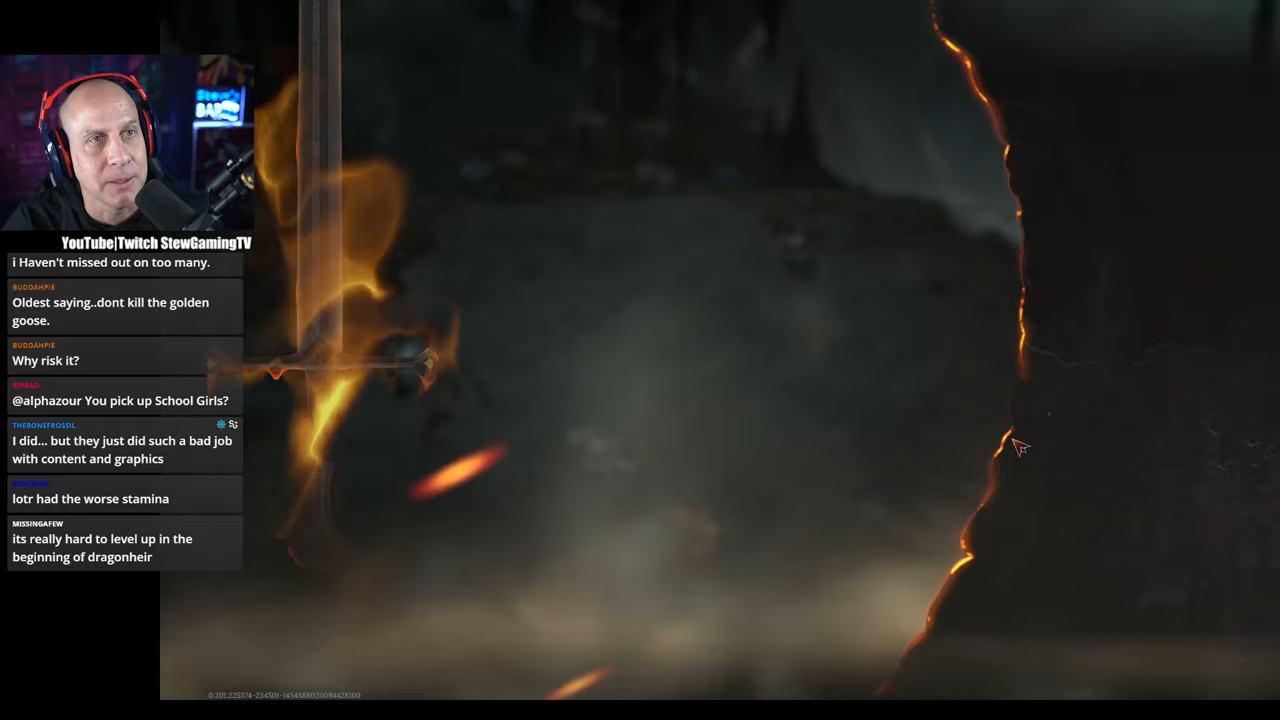 YouTube|Twitch StewGamingTV
i Haven't missed out on too many.
BUDDAHPIE
Oldest saying..dont kill the golden
goose.
BUDDAHPIE
Why risk it?
@alphazour You pick up School Girls?
THEBONEFROSSIL
I did... but they just did such a bad job
with content and graphics
lotr had the worse stamina
MISSINGAFEW
its really hard to level up in the
beginning of dragonheir